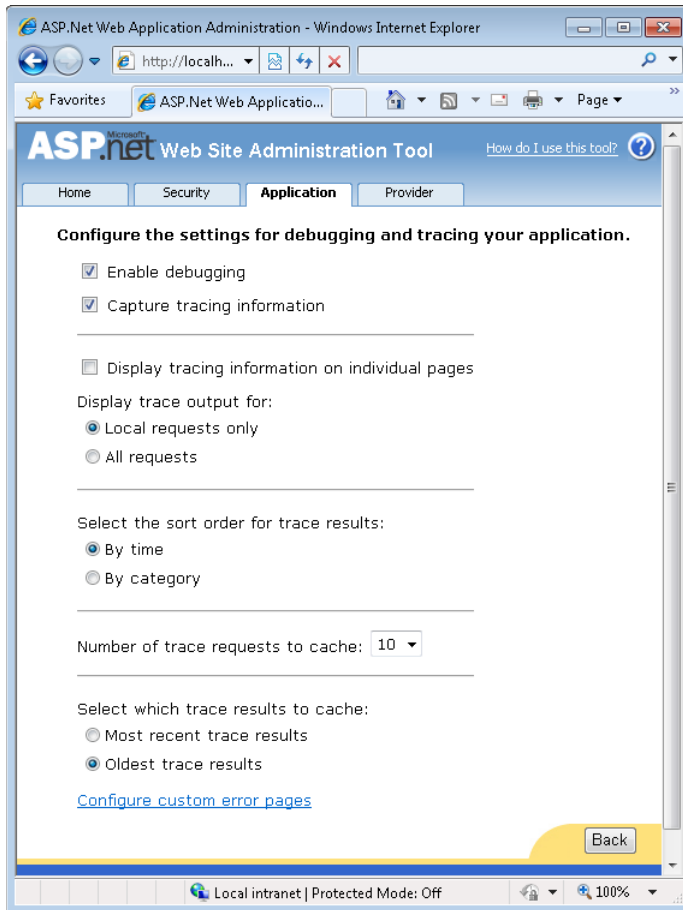 ASP.Net Web Application Administration - Windows Internet Explorer
http://localh...
Favorites
ASP.Net Web Applicatio...
Page
»
Microsoft
ASP.net Web Site Administration Tool
How do I use this tool? ?
Home Security Application Provider
Configure the settings for debugging and tracing your application.
Enable debugging
Capture tracing information
Display tracing information on individual pages
Display trace output for:
Local requests only
All requests
Select the sort order for trace results:
By time
By category
Number of trace requests to cache: 10
Select which trace results to cache:
Most recent trace results
Oldest trace results
Configure custom error pages
Back
Local intranet | Protected Mode: Off
100%